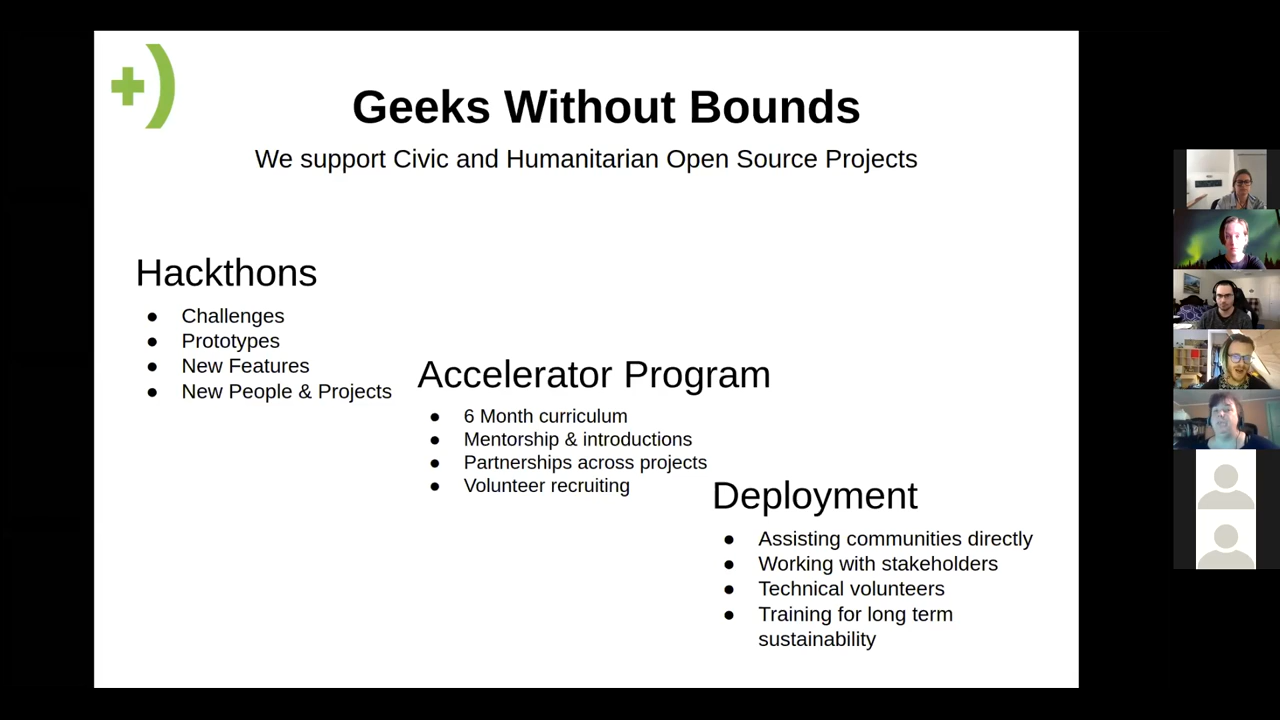 Geeks Without Bounds
We support Civic and Humanitarian Open Source Projects
Hackthons
● Challenges
● Prototypes
● New Features
● New People & Projects
Accelerator Program
● 6 Month curriculum
● Mentorship & introductions
● Partnerships across projects
● Volunteer recruiting
Deployment
● Assisting communities directly
● Working with stakeholders
● Technical volunteers
● Training for long term
sustainability